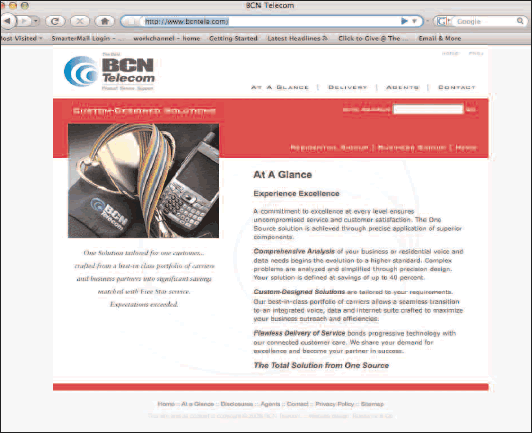 BCN Telecom
http://www.bcntele.com/
Google
Most Visited
SmarterMail Login - ...
workchannel - home
Getting Started
Latest Headlines
Click to Give @ The ...
Email & More
BCN
Telecom
At A Glance | Delivery | Agents | Contact
Custom-Designed Solutions
Residential Signup | Business Signup | Home
BCN
Telecom
At A Glance
Experience Excellence
A commitment to excellence at every level ensures
uncompromised service and customer satisfaction. The One
Source solution is achieved through precise application of superior
components.
Comprehensive Analysis of your business or residential voice and
data needs begins the evolution to a higher standard. Complex
problems are analyzed and simplified through precision design.
Your solution is defined at savings of up to 40 percent.
One Solution tailored for one customer...
crafted from a best-in-class portfolio of carriers
and business partners into significant savings
matched with Five Star service.
Expectations exceeded.
Custom-Designed Solutions are tailored to your requirements.
Our best-in-class portfolio of carriers allows a seamless transition
to an integrated voice, data and internet suite crafted to maximize
your business outreach and efficiencies.
Flawless Delivery of Service bonds progressive technology with
our connected customer care. We share your demand for
excellence and become your partner in success.
The Total Solution from One Source
Home :: At a Glance :: Disclosures :: Agents :: Contact :: Privacy Policy :: Sitemap